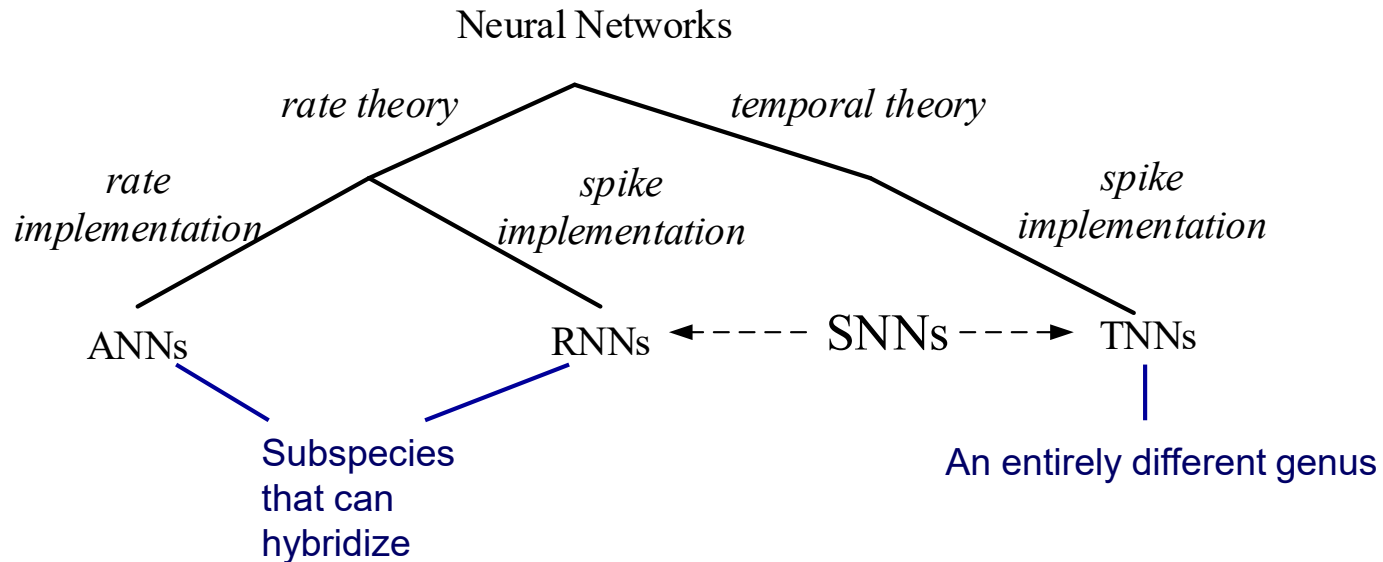 Neural Networks
rate theory
temporal theory
rate
implementation
spike
implementation
spike
implementation
ANNs
RNNs
SNNs
TNNs
Subspecies
that can
hybridize
An entirely different genus